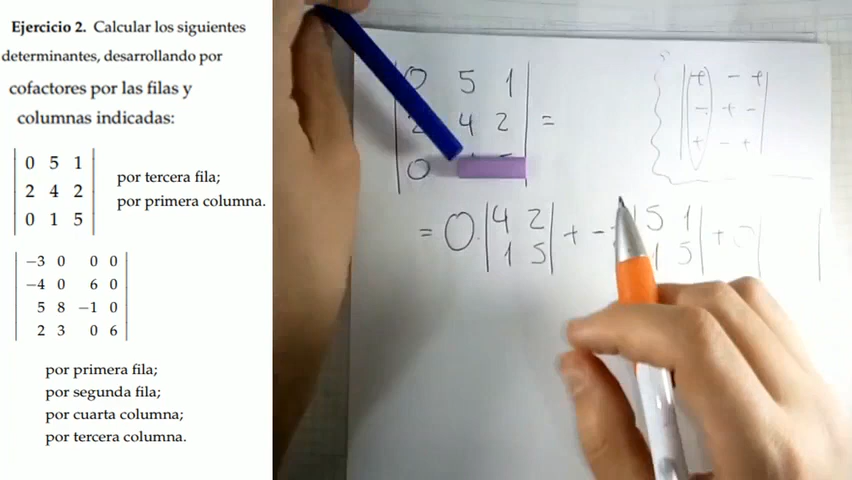 Ejercicio 2. Calcular los siguientes
determinantes, desarrollando por
cofactores por las filas y
columnas indicadas:
0 5 1
2 4 2
0 1 5
por tercera fila;
por primera columna.
−3 0 0 0
−4 0 6 0
5 8 −1 0
2 3 0 6
por primera fila;
por segunda fila;
por cuarta columna;
por tercera columna.
0 5 1
2 4 2 =
0
+ − +
− + −
+ − +
= 0. | 4 2 | + − | 5 1 | +
1 5 1 5